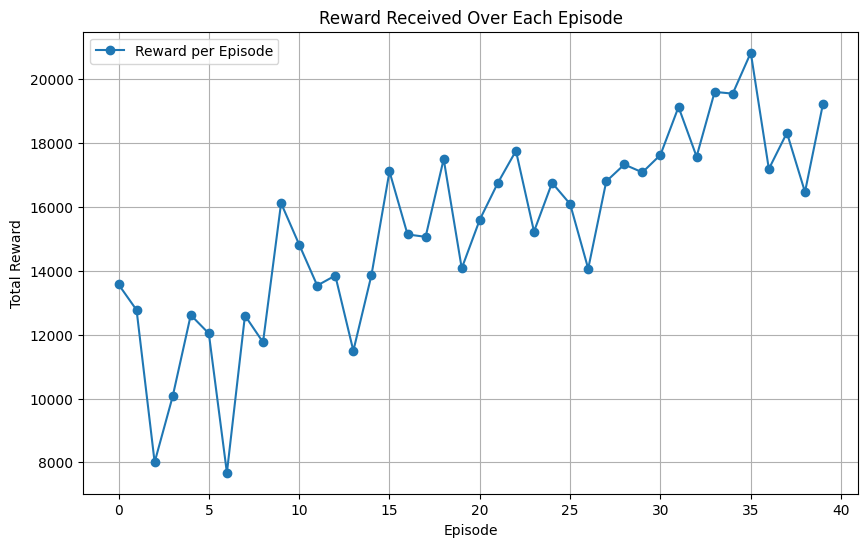 Reward Received Over Each Episode
Reward per Episode
Total Reward
20000
18000
16000
14000
12000
10000
8000
0 5 10 15 20 25 30 35 40
Episode